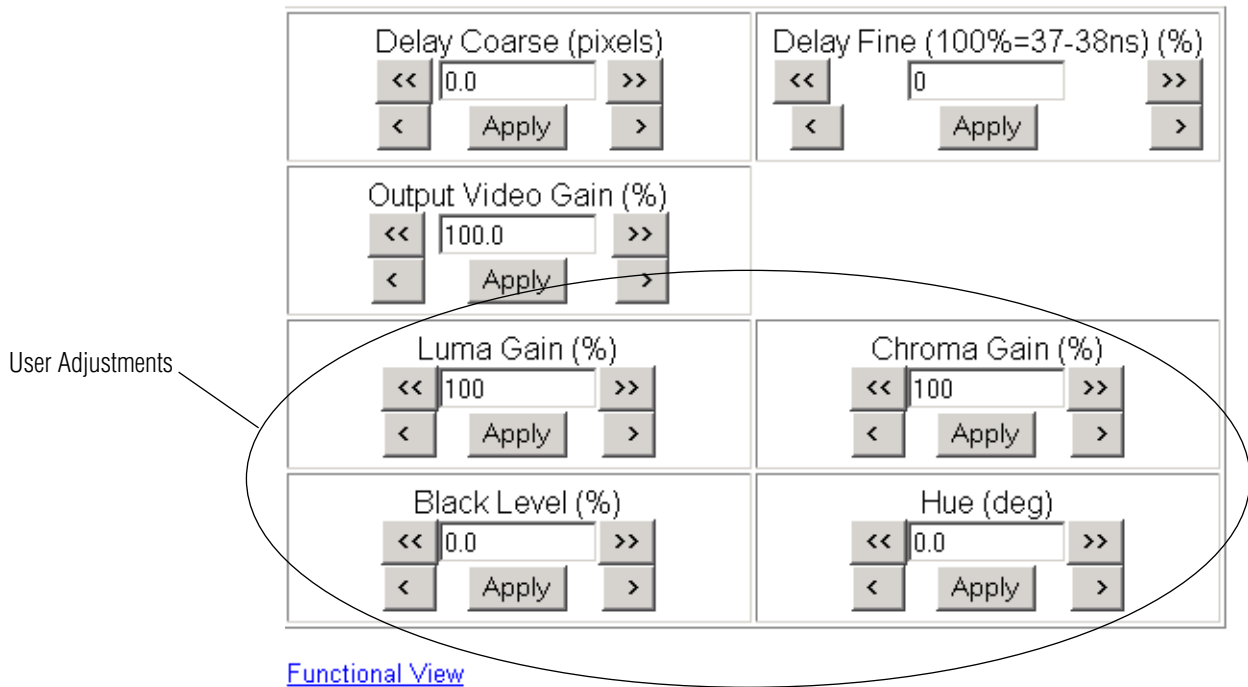 Delay Coarse (pixels)
<< 0.0 >>
< Apply >
Delay Fine (100%=37-38ns) (%)
<< 0 >>
< Apply >
Output Video Gain (%)
<< 100.0 >>
< Apply >
User Adjustments
Luma Gain (%)
<< 100 >>
< Apply >
Chroma Gain (%)
<< 100 >>
< Apply >
Black Level (%)
<< 0.0 >>
< Apply >
Hue (deg)
<< 0.0 >>
< Apply >
Functional View